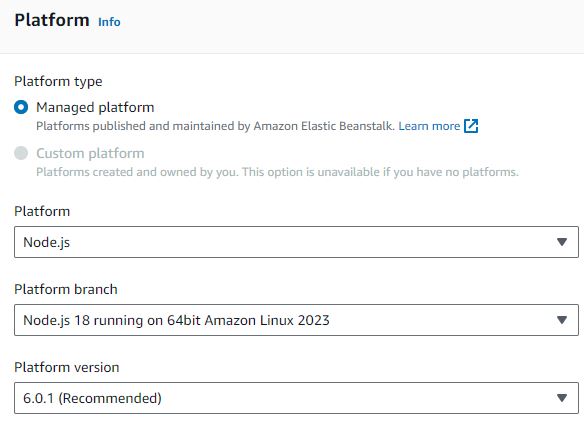 Platform Info
Platform type
Managed platform
Platforms published and maintained by Amazon Elastic Beanstalk. Learn more
Custom platform
Platforms created and owned by you. This option is unavailable if you have no platforms.
Platform
Node.js
Platform branch
Node.js 18 running on 64bit Amazon Linux 2023
Platform version
6.0.1 (Recommended)